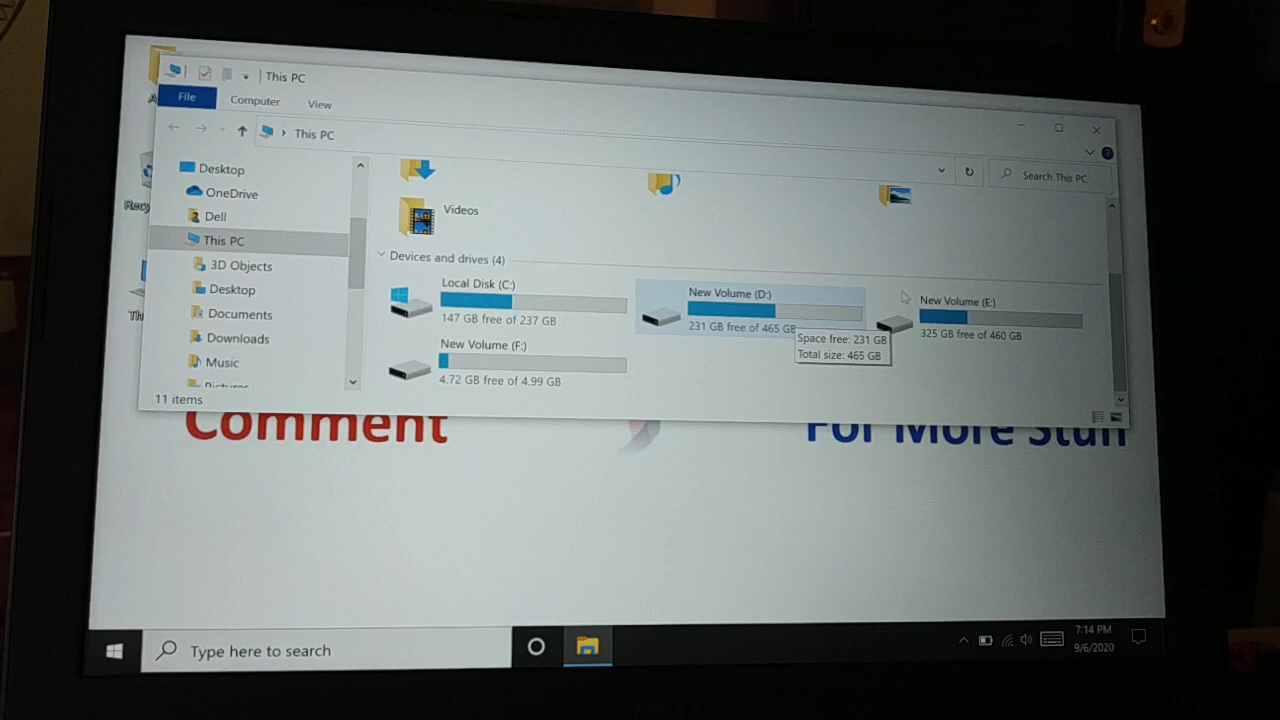 This PC
File Computer View
This PC
Search This PC
Desktop
OneDrive
Dell
This PC
3D Objects
Desktop
Documents
Downloads
Music
Pictures
Videos
Devices and drives (4)
Local Disk (C:)
147 GB free of 237 GB
New Volume (D:)
231 GB free of 465 GB
Space free: 231 GB
Total size: 465 GB
New Volume (E:)
325 GB free of 460 GB
New Volume (F:)
4.72 GB free of 4.99 GB
11 items
Recy
Th
Comment
For More Stuff
Type here to search
7:14 PM
9/6/2020